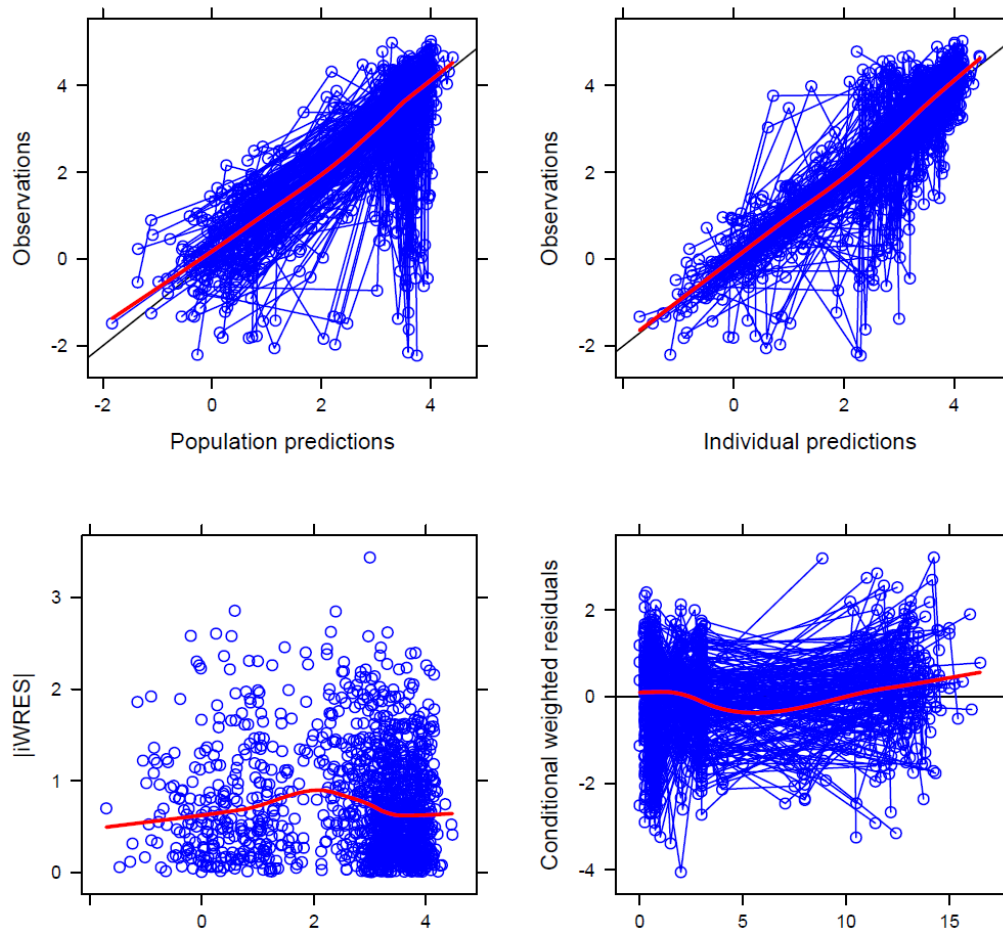 Observations
4
2
0
-2
-2 0 2 4
Population predictions
Observations
4
2
0
-2
0 2 4
Individual predictions
|iWRES|
3
2
1
0
0 2 4
Conditional weighted residuals
2
0
-2
-4
0 5 10 15